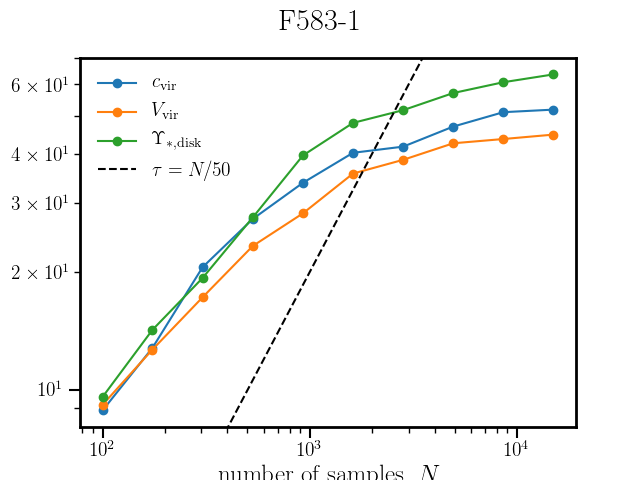 F583-1
c_vir
V_vir
Υ_*,disk
τ = N/50
6 × 10¹
4 × 10¹
3 × 10¹
2 × 10¹
10¹
10² 10³ 10⁴
number of samples, N